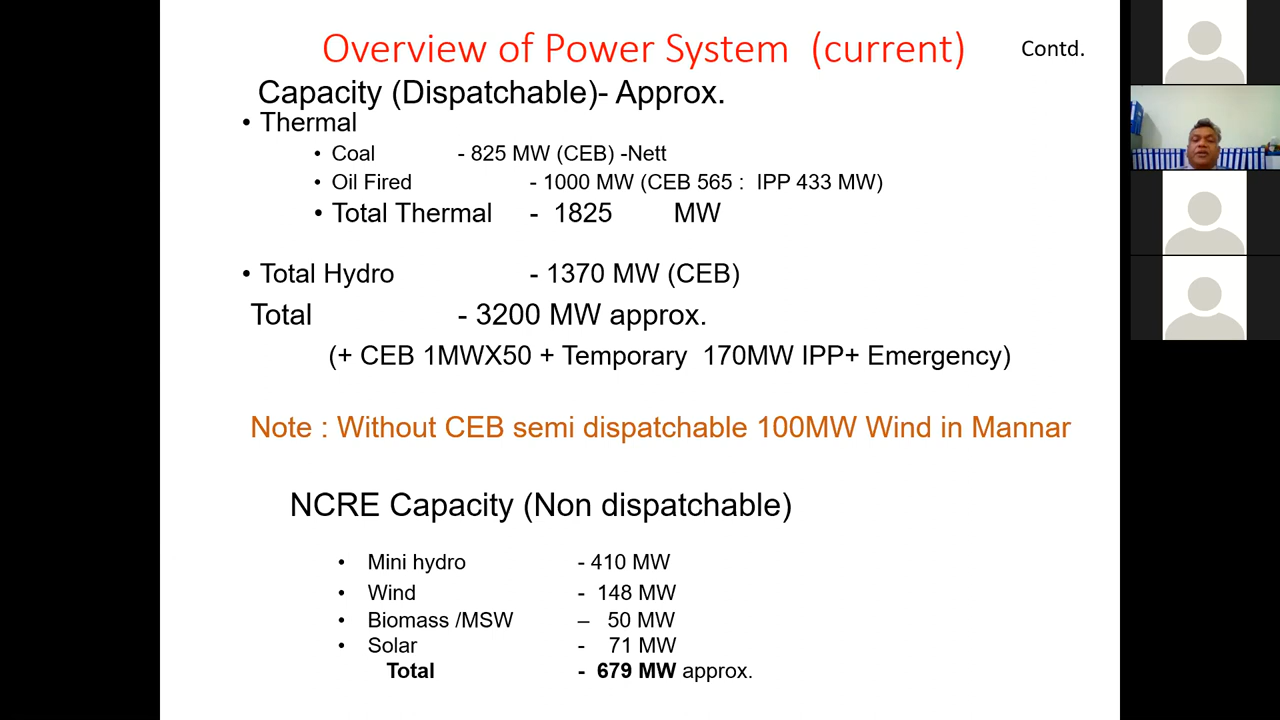 Overview of Power System (current)
Contd.
Capacity (Dispatchable)- Approx.
• Thermal
• Coal - 825 MW (CEB) -Nett
• Oil Fired - 1000 MW (CEB 565 : IPP 433 MW)
• Total Thermal - 1825 MW
• Total Hydro - 1370 MW (CEB)
Total - 3200 MW approx.
(+ CEB 1MWX50 + Temporary 170MW IPP+ Emergency)
Note : Without CEB semi dispatchable 100MW Wind in Mannar
NCRE Capacity (Non dispatchable)
• Mini hydro - 410 MW
• Wind - 148 MW
• Biomass /MSW – 50 MW
• Solar - 71 MW
Total - 679 MW approx.